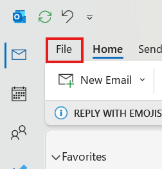 File Home Send
New Email
REPLY WITH EMOJIS
Favorites